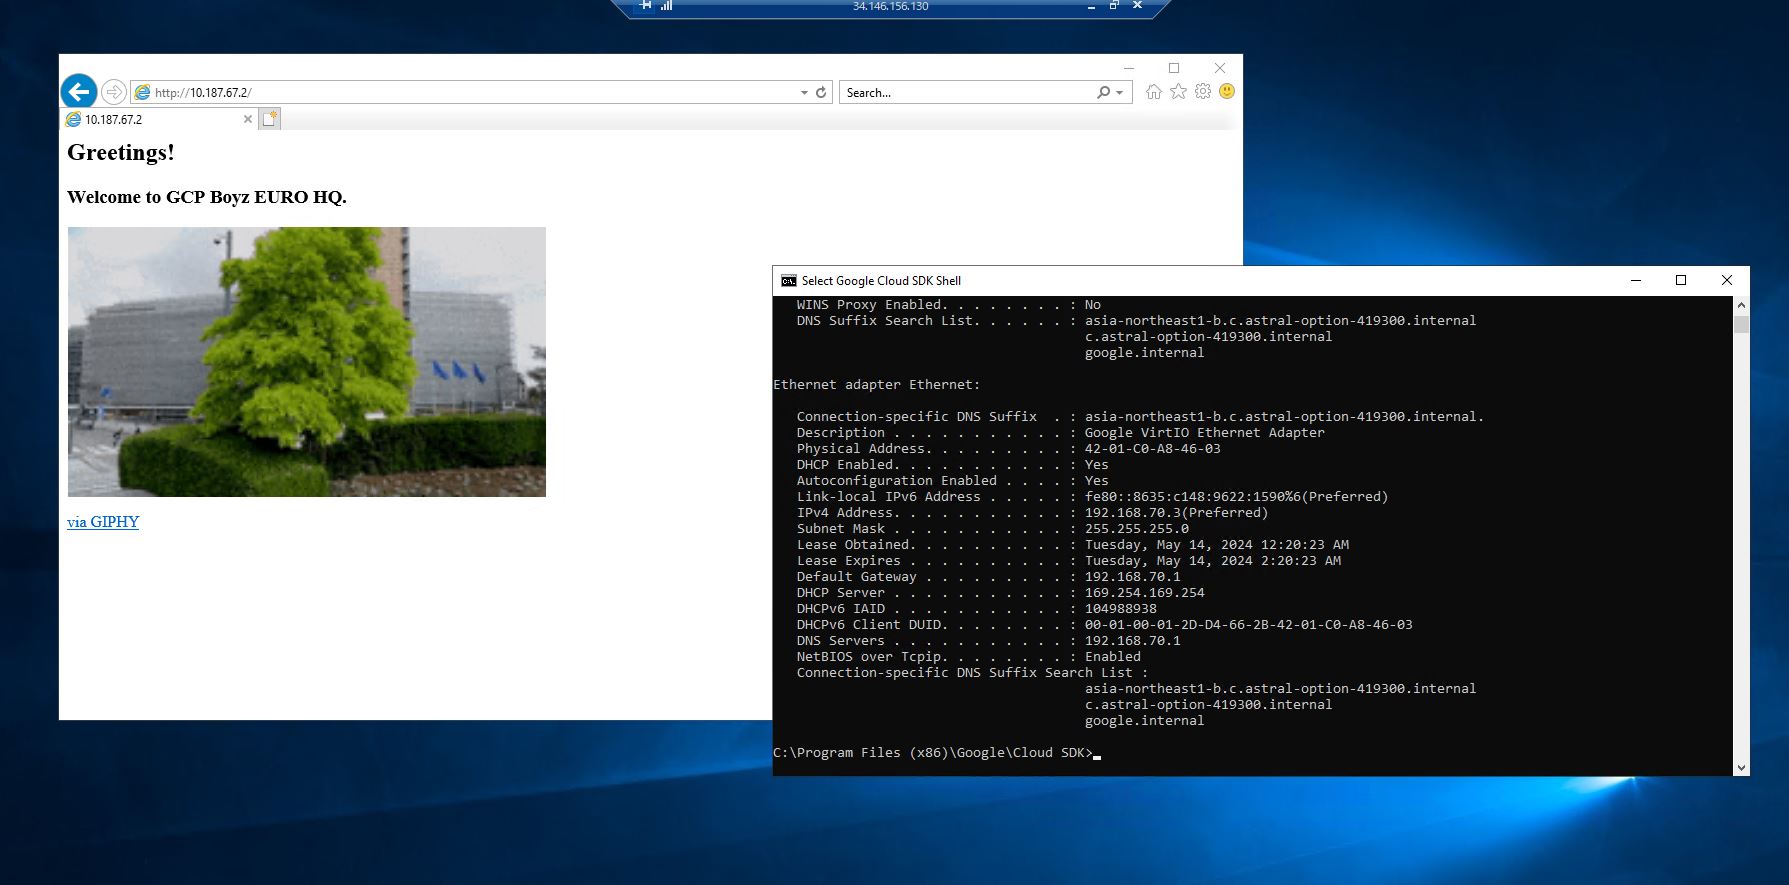 34.146.156.130
http://10.187.67.2/
Search...
10.187.67.2
Greetings!
Welcome to GCP Boyz EURO HQ.
via GIPHY
Select Google Cloud SDK Shell
WINS Proxy Enabled. . . . . . . . : No
DNS Suffix Search List. . . . . . : asia-northeast1-b.c.astral-option-419300.internal
c.astral-option-419300.internal
google.internal
Ethernet adapter Ethernet:
Connection-specific DNS Suffix  . : asia-northeast1-b.c.astral-option-419300.internal.
Description . . . . . . . . . . . : Google VirtIO Ethernet Adapter
Physical Address. . . . . . . . . : 42-01-C0-A8-46-03
DHCP Enabled. . . . . . . . . . . : Yes
Autoconfiguration Enabled . . . . : Yes
Link-local IPv6 Address . . . . . : fe80::8635:c148:9622:1590%6(Preferred)
IPv4 Address. . . . . . . . . . . : 192.168.70.3(Preferred)
Subnet Mask . . . . . . . . . . . : 255.255.255.0
Lease Obtained. . . . . . . . . . : Tuesday, May 14, 2024 12:20:23 AM
Lease Expires . . . . . . . . . . : Tuesday, May 14, 2024 2:20:23 AM
Default Gateway . . . . . . . . . : 192.168.70.1
DHCP Server . . . . . . . . . . . : 169.254.169.254
DHCPv6 IAID . . . . . . . . . . . : 104988938
DHCPv6 Client DUID. . . . . . . . : 00-01-00-01-2D-D4-66-2B-42-01-C0-A8-46-03
DNS Servers . . . . . . . . . . . : 192.168.70.1
NetBIOS over Tcpip. . . . . . . . : Enabled
Connection-specific DNS Suffix Search List :
asia-northeast1-b.c.astral-option-419300.internal
c.astral-option-419300.internal
google.internal
C:\Program Files (x86)\Google\Cloud SDK>